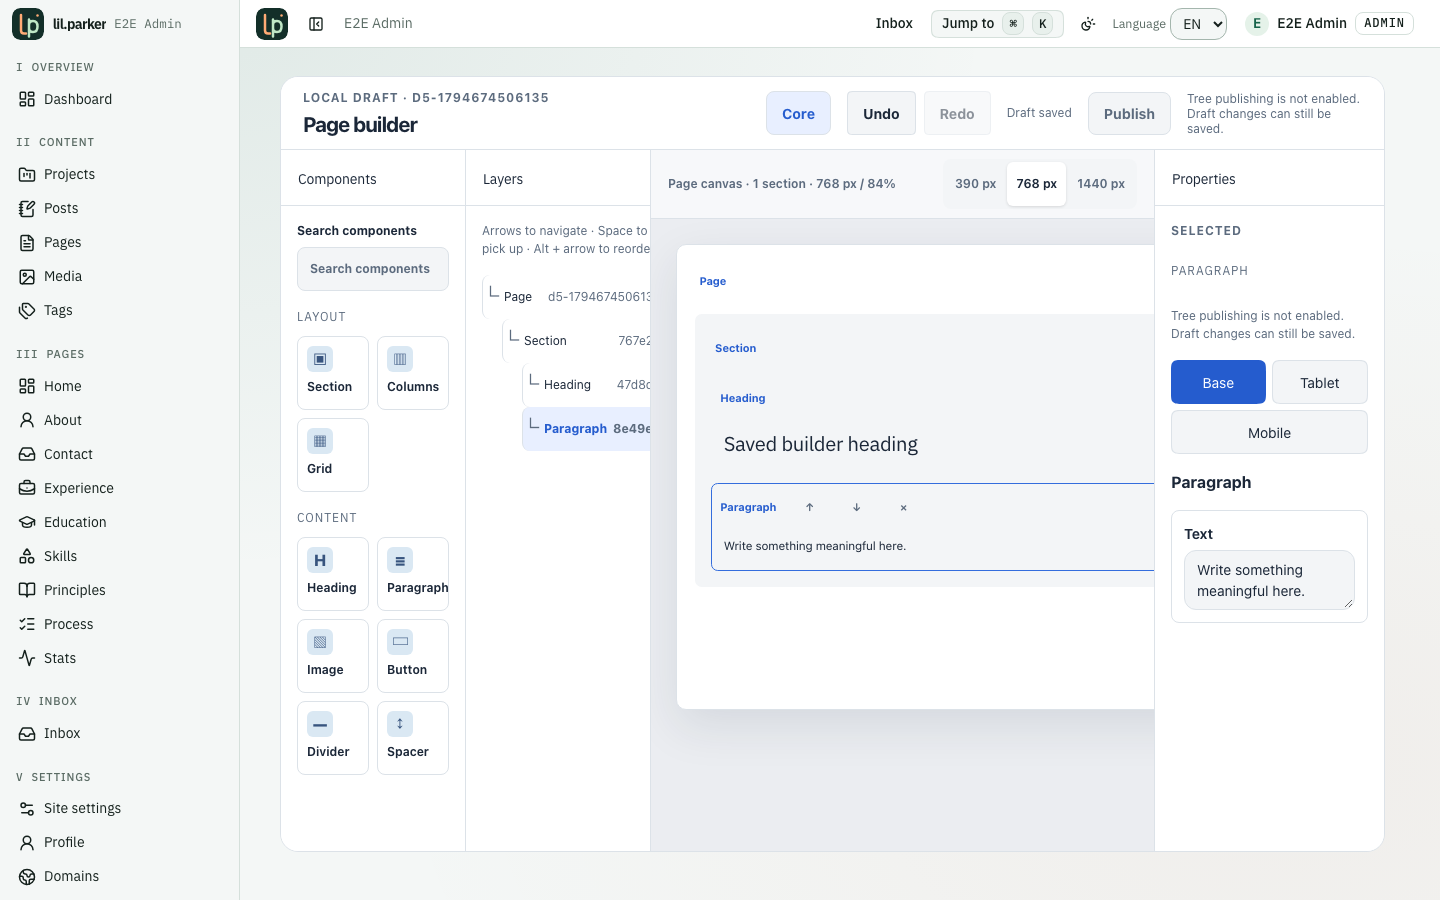 lil.parker E2E Admin
I OVERVIEW
Dashboard
II CONTENT
Projects
Posts
Pages
Media
Tags
III PAGES
Home
About
Contact
Experience
Education
Skills
Principles
Process
Stats
IV INBOX
Inbox
V SETTINGS
Site settings
Profile
Domains
lp E2E Admin
Inbox
Jump to ⌘ K
Language EN
E E2E Admin ADMIN
LOCAL DRAFT · D5-1794674506135
Page builder
Core
Undo
Redo
Draft saved
Publish
Tree publishing is not enabled.
Draft changes can still be
saved.
Components
Search components
Search components
LAYOUT
Section
Columns
Grid
CONTENT
H
Heading
Paragraph
Image
Button
Divider
Spacer
Layers
Arrows to navigate · Space to
pick up · Alt + arrow to reorde
Page d5-179467450613
Section 767e2
Heading 47d8c
Paragraph 8e49e
Page canvas · 1 section · 768 px / 84%
390 px
768 px
1440 px
Page
Section
Heading
Saved builder heading
Paragraph ↑ ↓ ×
Write something meaningful here.
Properties
SELECTED
PARAGRAPH
Tree publishing is not enabled.
Draft changes can still be saved.
Base
Tablet
Mobile
Paragraph
Text
Write something
meaningful here.